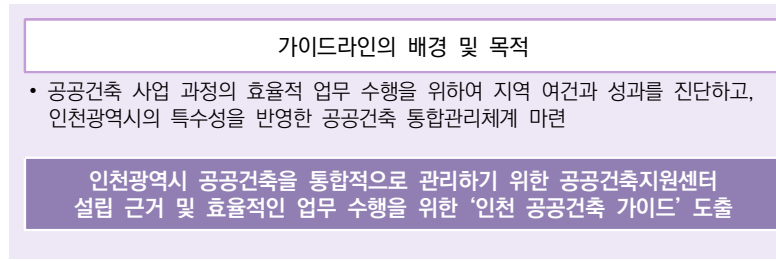 가이드라인의 배경 및 목적
• 공공건축 사업 과정의 효율적 업무 수행을 위하여 지역 여건과 성과를 진단하고,
인천광역시의 특수성을 반영한 공공건축 통합관리체계 마련
인천광역시 공공건축을 통합적으로 관리하기 위한 공공건축지원센터
설립 근거 및 효율적인 업무 수행을 위한 ‘인천 공공건축 가이드’ 도출